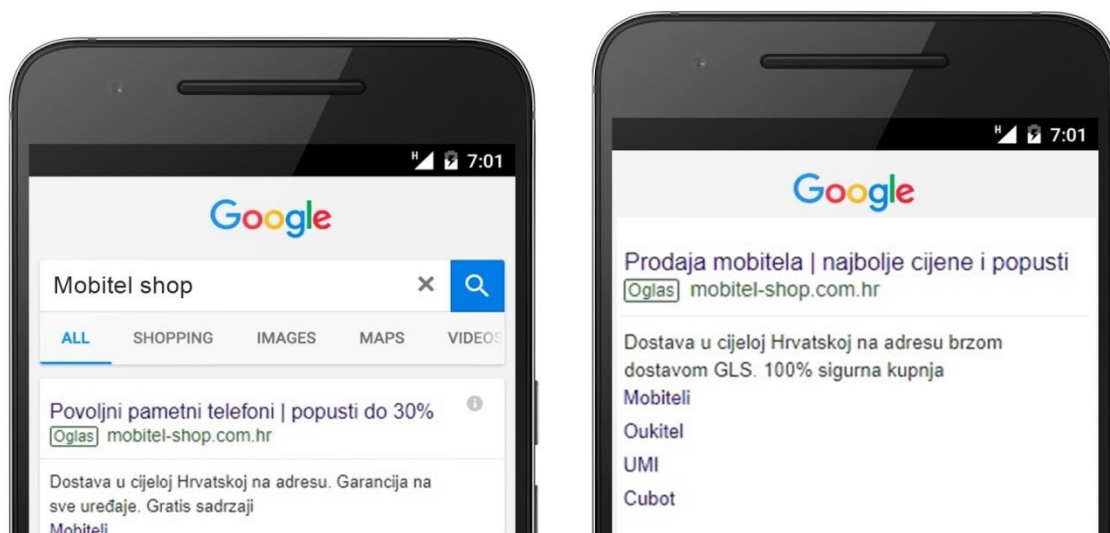 H 7:01
Google
Mobitel shop
ALL SHOPPING IMAGES MAPS VIDEOS
Povoljni pametni telefoni | popusti do 30%
Oglas mobitel-shop.com.hr
Dostava u cijeloj Hrvatskoj na adresu. Garancija na
sve uređaje. Gratis sadrzaji
Mobiteli
H 7:01
Google
Prodaja mobitela | najbolje cijene i popusti
Oglas mobitel-shop.com.hr
Dostava u cijeloj Hrvatskoj na adresu brzom
dostavom GLS. 100% sigurna kupnja
Mobiteli
Oukitel
UMI
Cubot